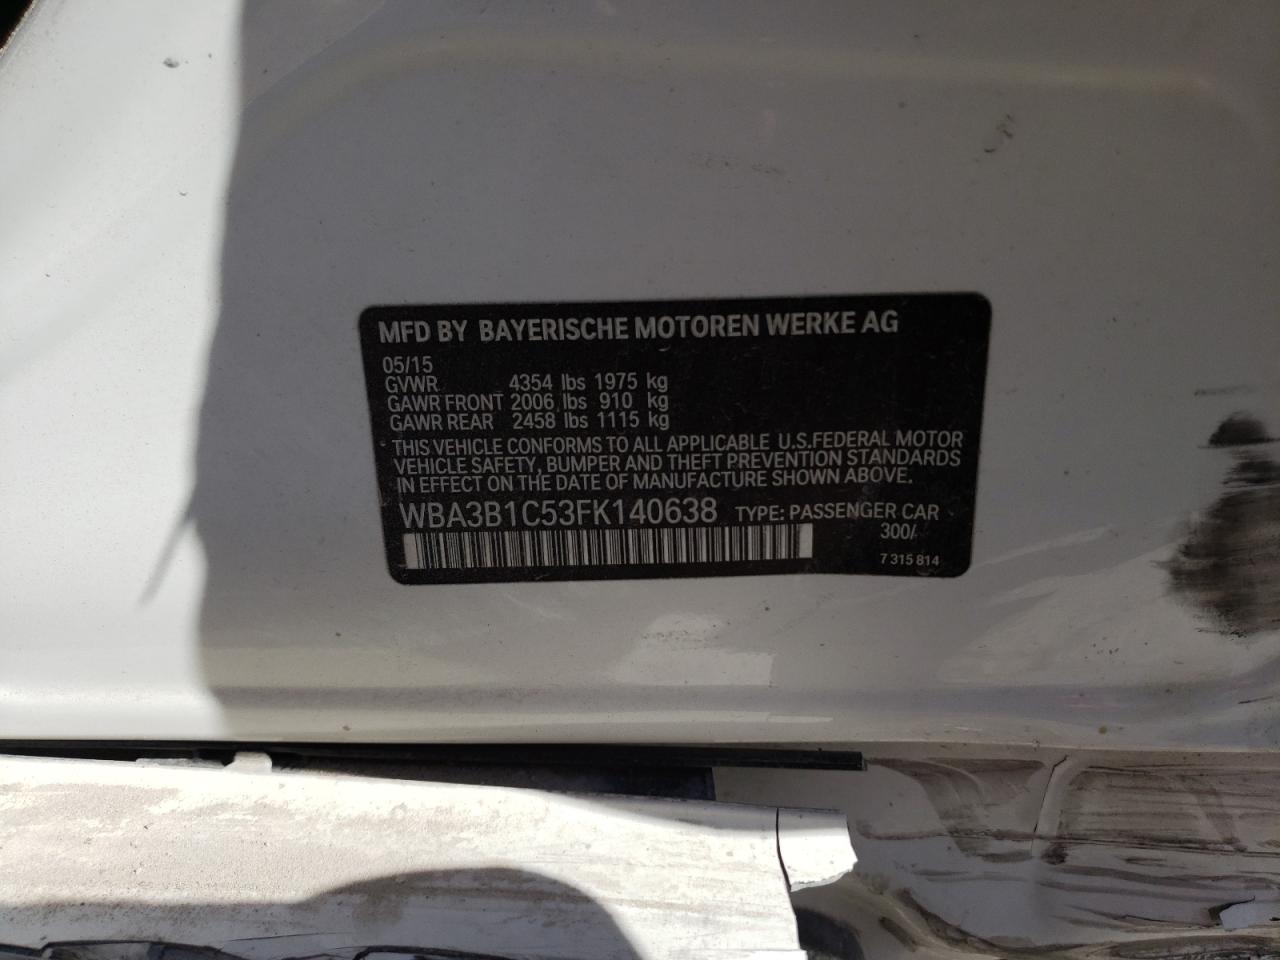 MFD BY BAYERISCHE MOTOREN WERKE AG
05/15
GVWR 4354 lbs 1975 kg
GAWR FRONT 2006 lbs 910 kg
GAWR REAR 2458 lbs 1115 kg
THIS VEHICLE CONFORMS TO ALL APPLICABLE U.S.FEDERAL MOTOR
VEHICLE SAFETY, BUMPER AND THEFT PREVENTION STANDARDS
IN EFFECT ON THE DATE OF MANUFACTURE SHOWN ABOVE.
WBA3B1C53FK140638 TYPE: PASSENGER CAR
300/-
7 315 814